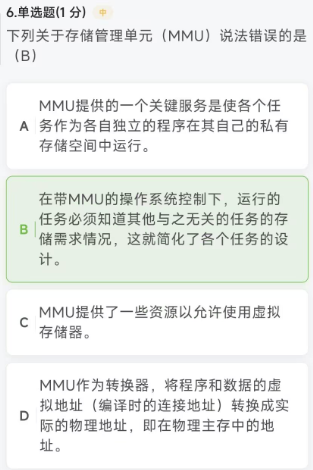 6.单选题(1 分) 中
下列关于存储管理单元（MMU）说法错误的是
（B）
MMU提供的一个关键服务是使各个任
A 务作为各自独立的程序在其自己的私有
存储空间中运行。
在带MMU的操作系统控制下，运行的
任务必须知道其他与之无关的任务的存
B 储需求情况，这就简化了各个任务的设
计。
MMU提供了一些资源以允许使用虚拟
C 存储器。
MMU作为转换器，将程序和数据的虚
拟地址（编译时的连接地址）转换成实
D 际的物理地址，即在物理主存中的地
址。